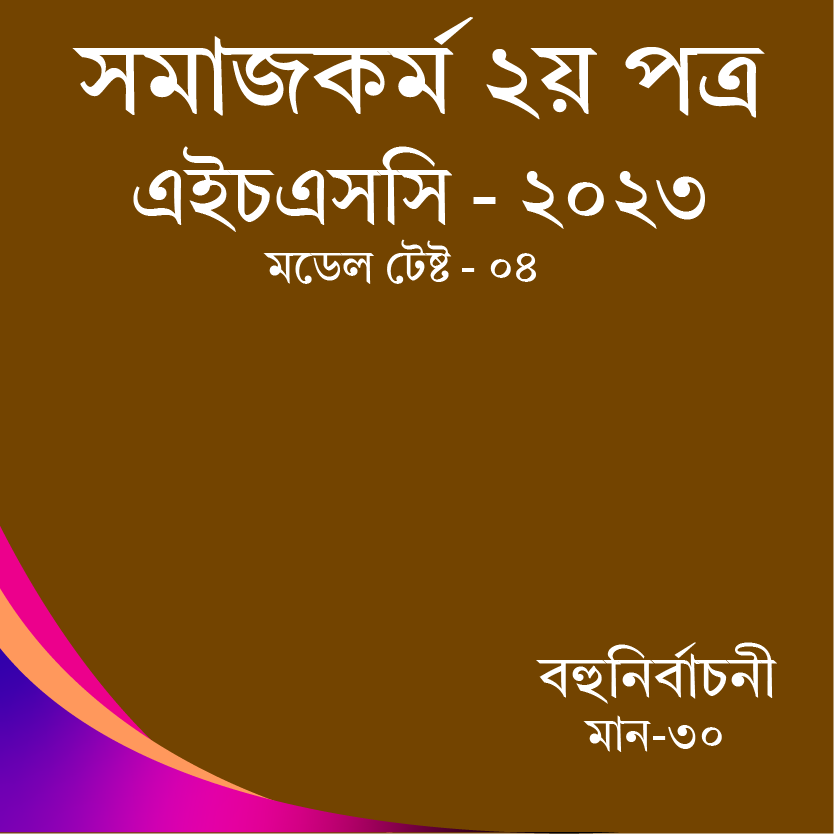 সমাজকর্ম ২য় পত্র
এইচএসসি - ২০২৩
মডেল টেষ্ট - ০৪
বহুনির্বাচনী
মান-৩০